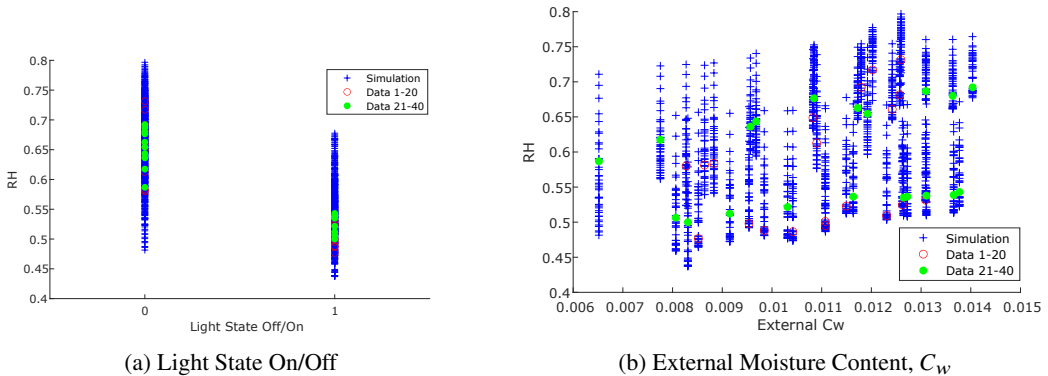 0.8
0.75
0.7
0.65
0.6
0.55
0.5
0.45
0.4
RH
0
1
Light State Off/On
Simulation
Data 1-20
Data 21-40
(a) Light State On/Off
0.8
0.75
0.7
0.65
0.6
0.55
0.5
0.45
0.4
RH
0.006 0.007 0.008 0.009 0.01 0.011 0.012 0.013 0.014 0.015
External Cw
Simulation
Data 1-20
Data 21-40
(b) External Moisture Content, Cw